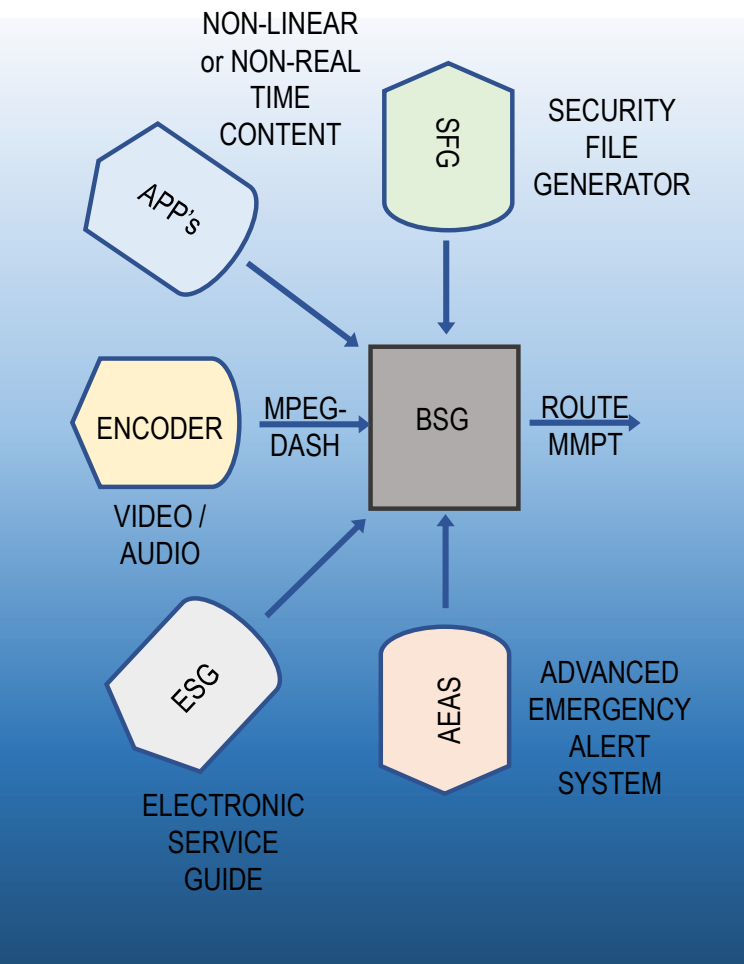 NON-LINEAR
or NON-REAL
TIME
CONTENT
SFG
SECURITY
FILE
GENERATOR
APP's
ENCODER
MPEG-
DASH
BSG
ROUTE
MMPT
VIDEO /
AUDIO
ESG
AEAS
ADVANCED
EMERGENCY
ALERT
SYSTEM
ELECTRONIC
SERVICE
GUIDE